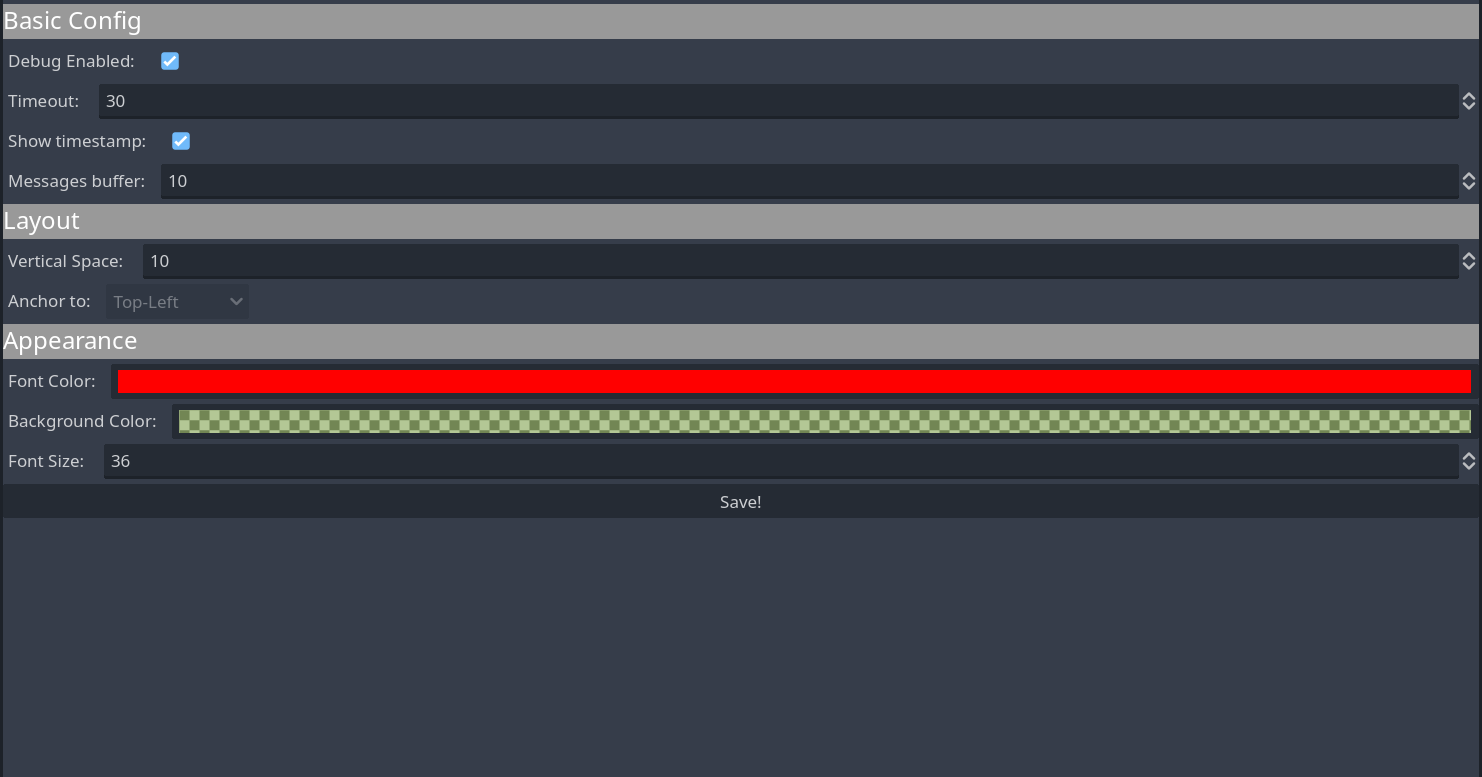 Basic Config
Debug Enabled:
Timeout: 30
Show timestamp:
Messages buffer: 10
Layout
Vertical Space: 10
Anchor to: Top-Left
Appearance
Font Color:
Background Color:
Font Size: 36
Save!